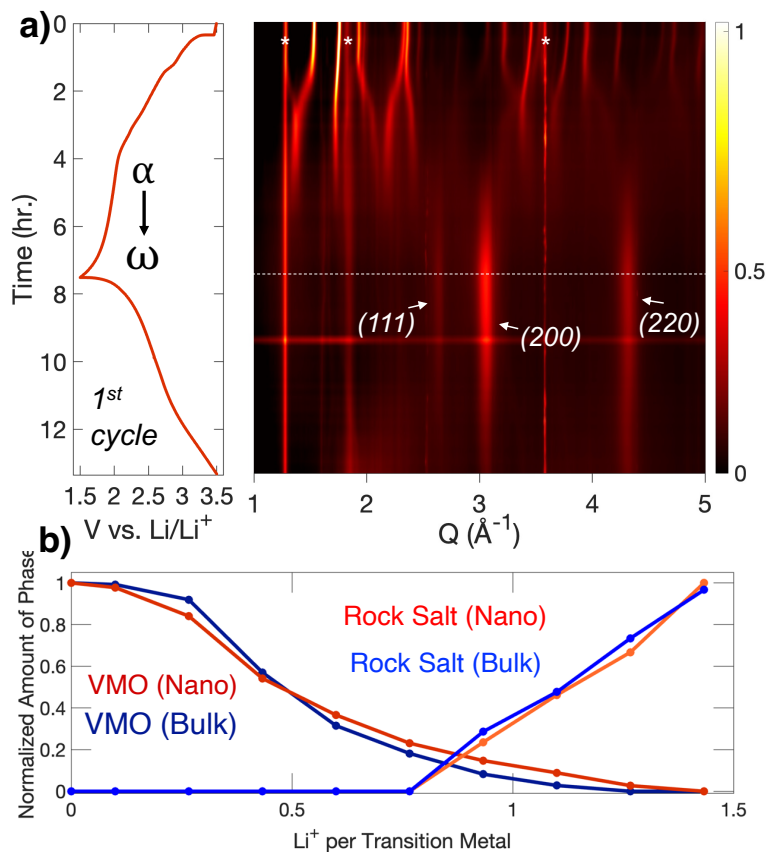 a)
0
2
4
6
8
10
12
Time (hr.)
α
ω
1st
cycle
1.5 2 2.5 3 3.5
V vs. Li/Li+
* * *
(111)
(200)
(220)
1 2 3 4 5
Q (Å-1)
1
0.5
0
b)
Normalized Amount of Phase
1
0.8
0.6
0.4
0.2
0
Rock Salt (Nano)
Rock Salt (Bulk)
VMO (Nano)
VMO (Bulk)
0 0.5 1 1.5
Li+ per Transition Metal